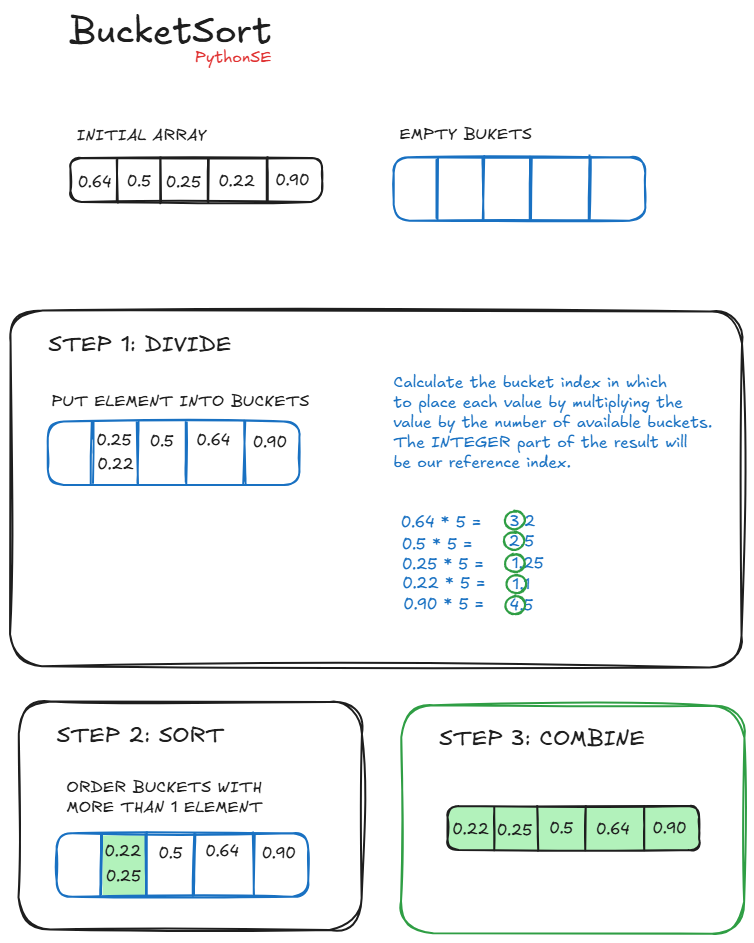 BucketSort
PythonSE
INITIAL ARRAY
0.64 0.5 0.25 0.22 0.90
EMPTY BUKETS
STEP 1: DIVIDE
PUT ELEMENT INTO BUCKETS
0.25 0.5 0.64 0.90
0.22
Calculate the bucket index in which
to place each value by multiplying the
value by the number of available buckets.
The INTEGER part of the result will
be our reference index.
0.64 * 5 = 3.2
0.5 * 5 = 2.5
0.25 * 5 = 1.25
0.22 * 5 = 1.1
0.90 * 5 = 4.5
STEP 2: SORT
ORDER BUCKETS WITH
MORE THAN 1 ELEMENT
0.22 0.5 0.64 0.90
0.25
STEP 3: COMBINE
0.22 0.25 0.5 0.64 0.90